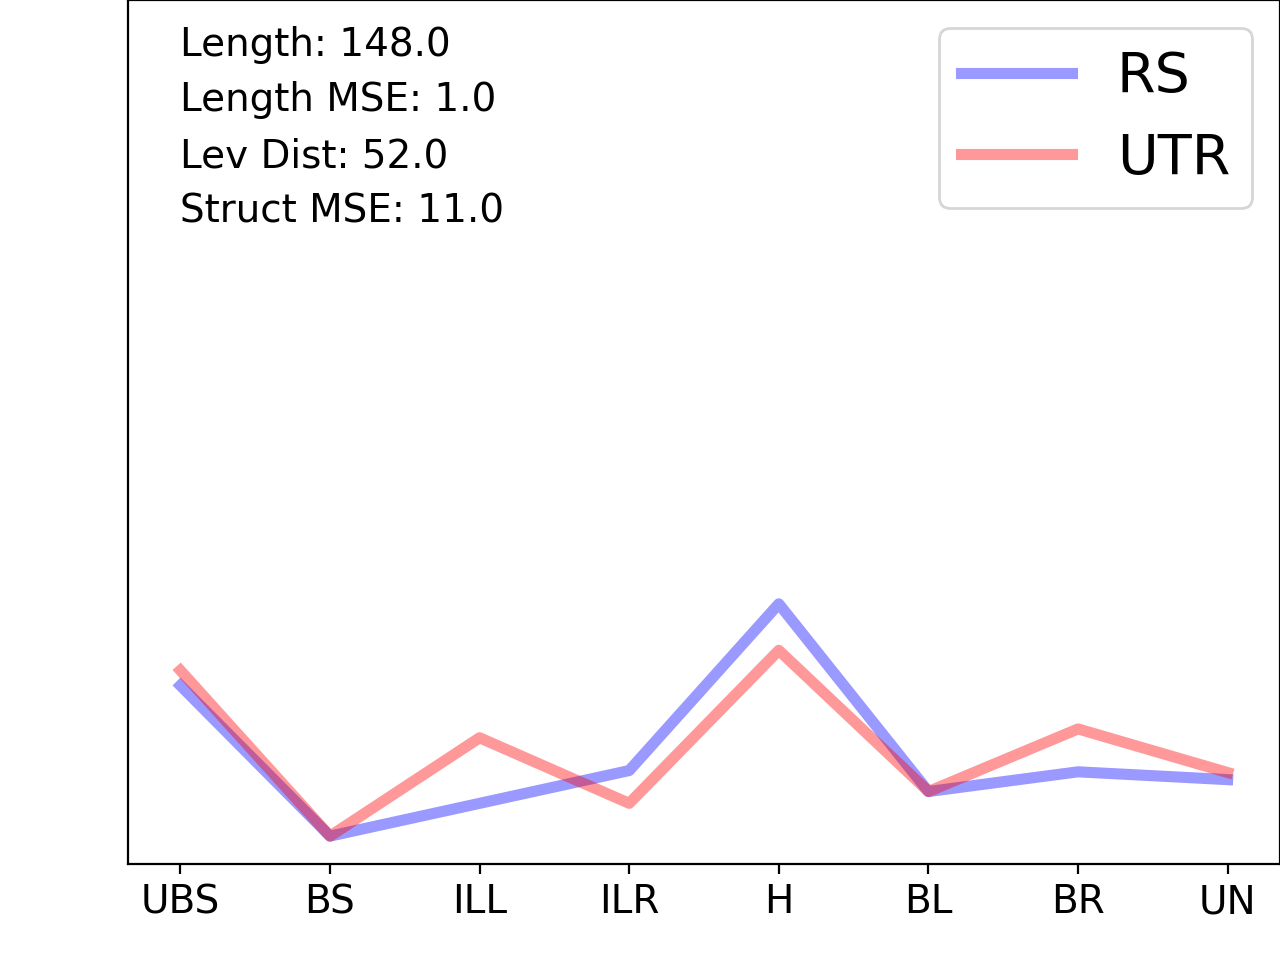 Length: 148.0
Length MSE: 1.0
Lev Dist: 52.0
Struct MSE: 11.0
RS
UTR
UBS BS ILL ILR H BL BR UN